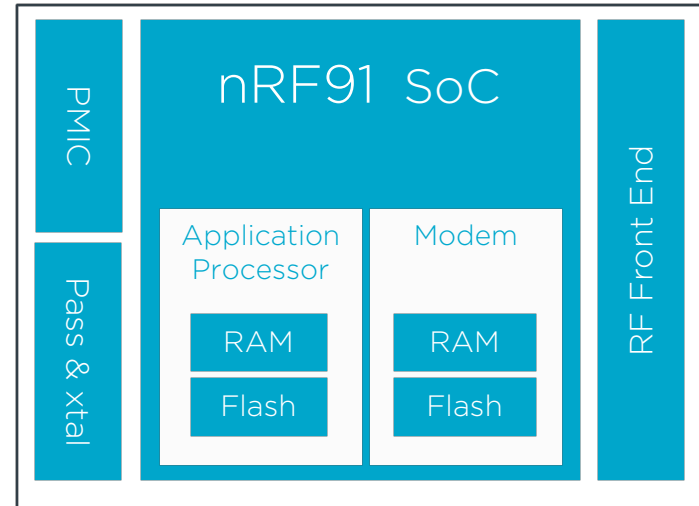 PMIC
Pass & xtal
nRF91 SoC
Application
Processor
RAM
Flash
Modem
RAM
Flash
RF Front End